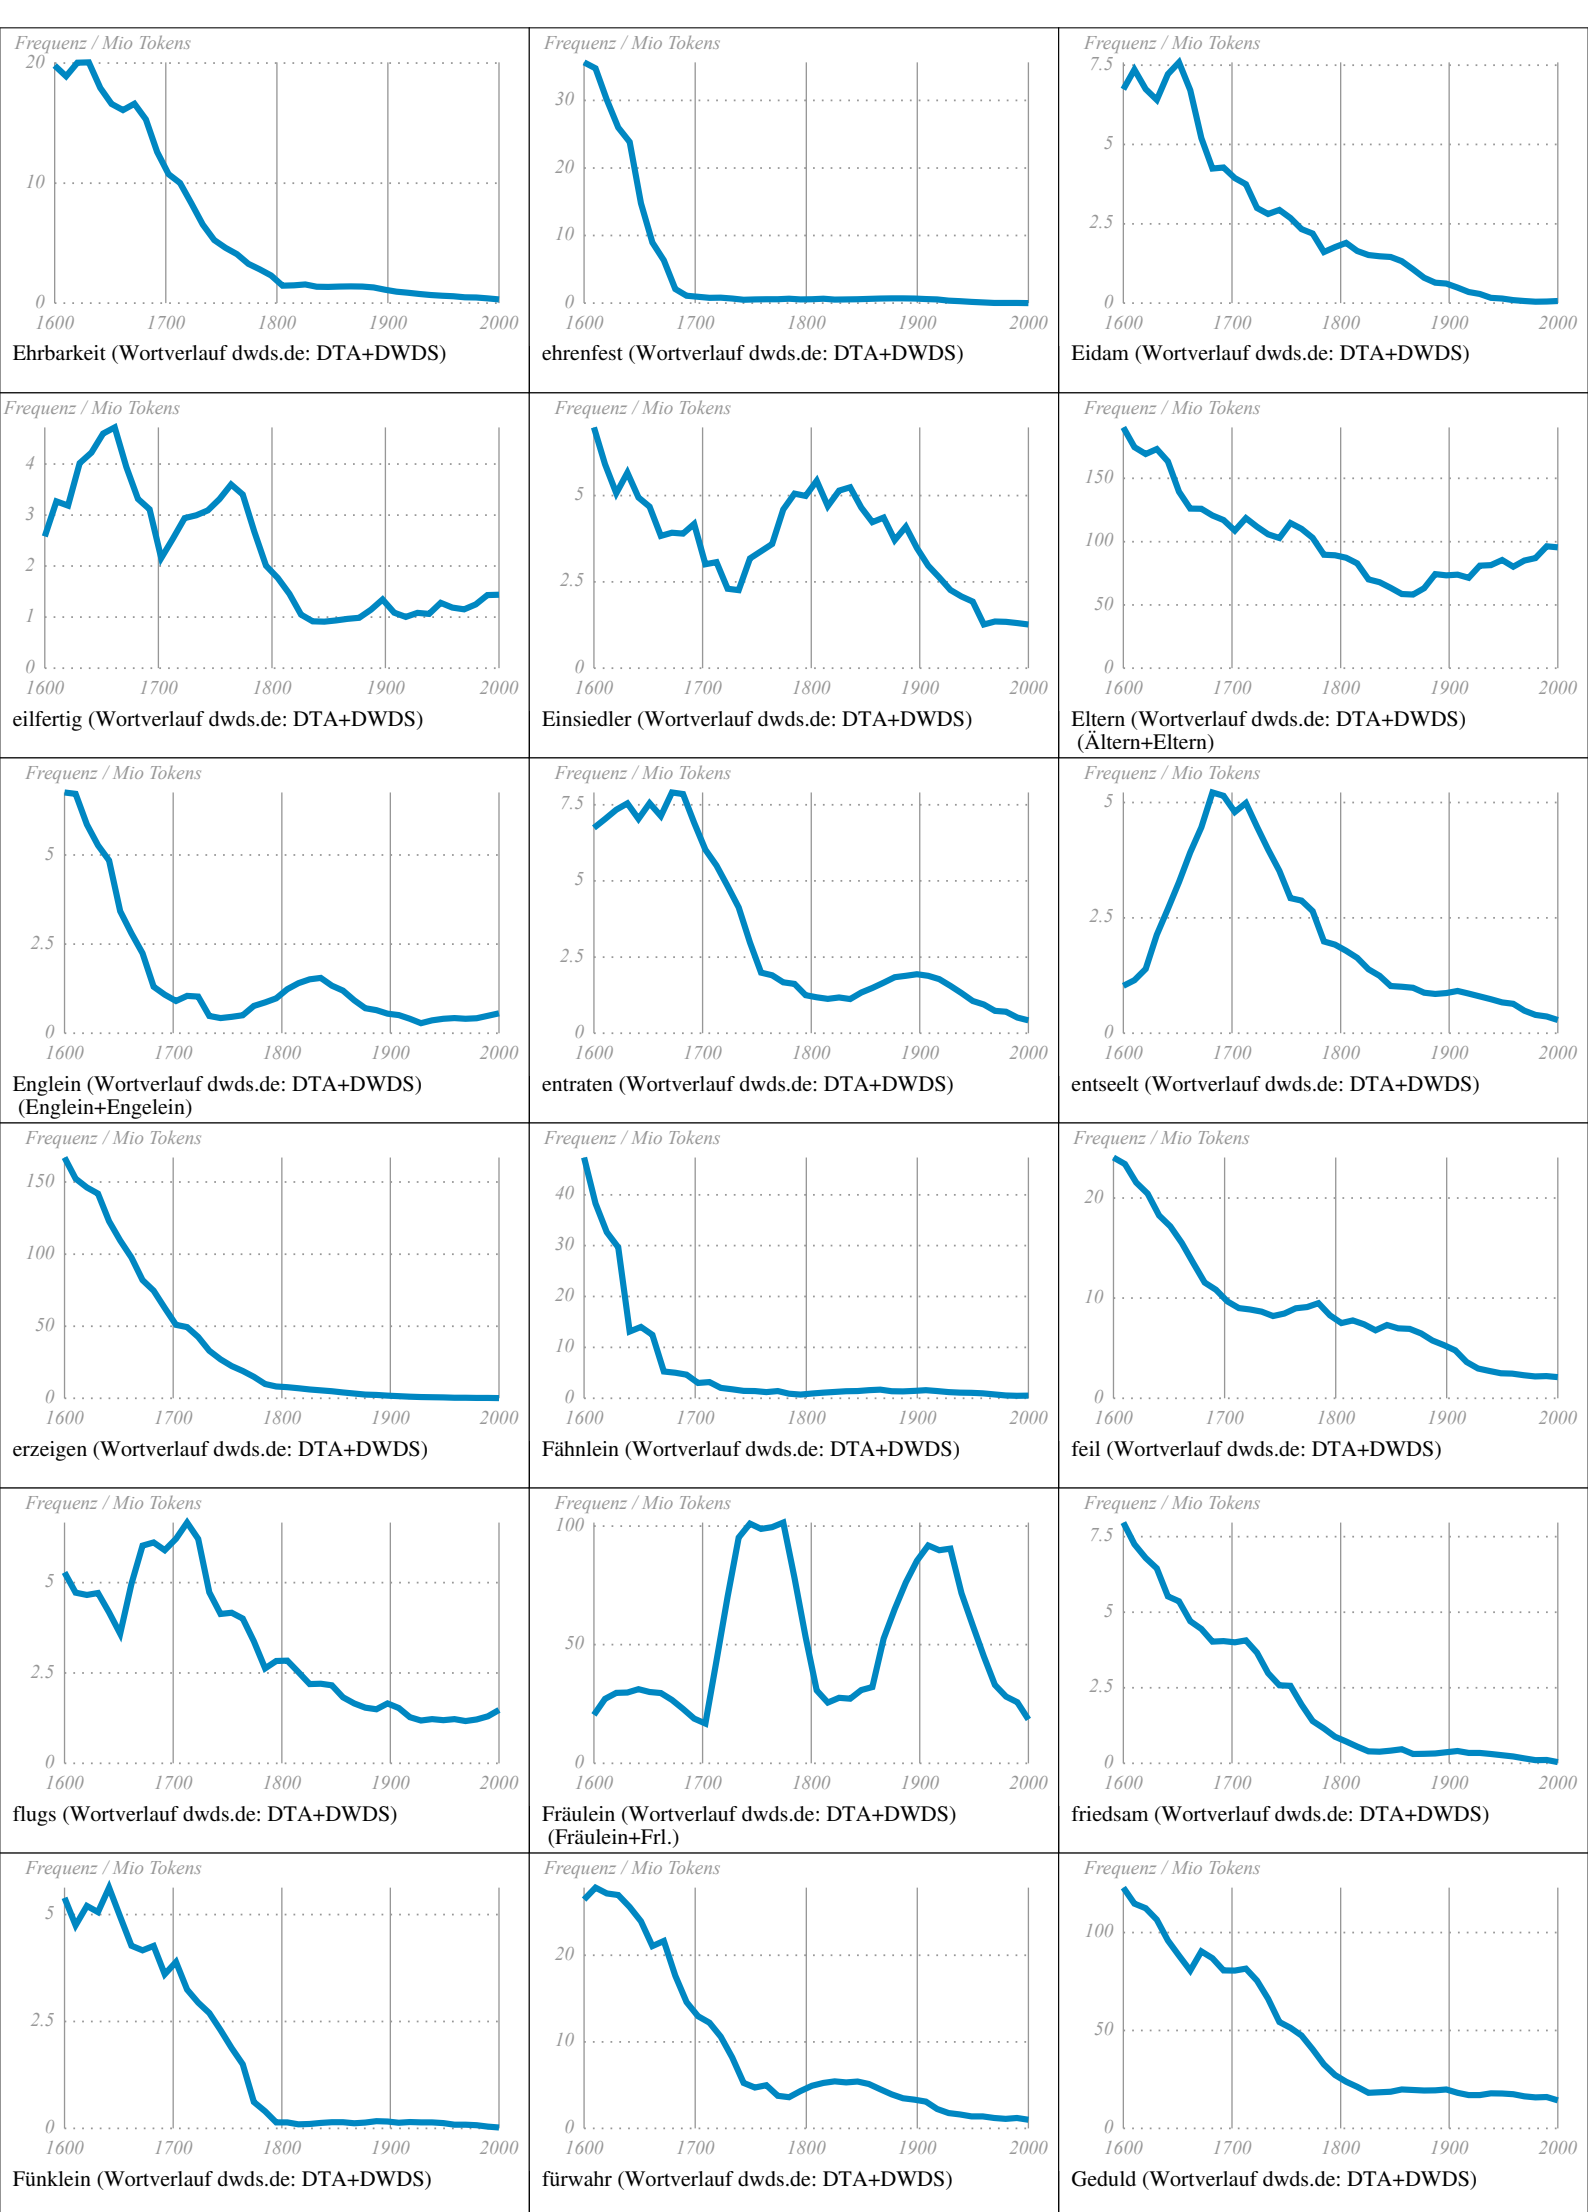 Frequenz / Mio Tokens
20
10
0
1600 1700 1800 1900 2000
Ehrbarkeit (Wortverlauf dwds.de: DTA+DWDS)
Frequenz / Mio Tokens
30
20
10
0
1600 1700 1800 1900 2000
ehrenfest (Wortverlauf dwds.de: DTA+DWDS)
Frequenz / Mio Tokens
7.5
5
2.5
0
1600 1700 1800 1900 2000
Eidam (Wortverlauf dwds.de: DTA+DWDS)
Frequenz / Mio Tokens
4
3
2
1
0
1600 1700 1800 1900 2000
eilfertig (Wortverlauf dwds.de: DTA+DWDS)
Frequenz / Mio Tokens
5
2.5
0
1600 1700 1800 1900 2000
Einsiedler (Wortverlauf dwds.de: DTA+DWDS)
Frequenz / Mio Tokens
150
100
50
0
1600 1700 1800 1900 2000
Eltern (Wortverlauf dwds.de: DTA+DWDS)
(Ältern+Eltern)
Frequenz / Mio Tokens
5
2.5
0
1600 1700 1800 1900 2000
Englein (Wortverlauf dwds.de: DTA+DWDS)
(Englein+Engelein)
Frequenz / Mio Tokens
7.5
5
2.5
0
1600 1700 1800 1900 2000
entraten (Wortverlauf dwds.de: DTA+DWDS)
Frequenz / Mio Tokens
5
2.5
0
1600 1700 1800 1900 2000
entseelt (Wortverlauf dwds.de: DTA+DWDS)
Frequenz / Mio Tokens
150
100
50
0
1600 1700 1800 1900 2000
erzeigen (Wortverlauf dwds.de: DTA+DWDS)
Frequenz / Mio Tokens
40
30
20
10
0
1600 1700 1800 1900 2000
Fähnlein (Wortverlauf dwds.de: DTA+DWDS)
Frequenz / Mio Tokens
20
10
0
1600 1700 1800 1900 2000
feil (Wortverlauf dwds.de: DTA+DWDS)
Frequenz / Mio Tokens
5
2.5
0
1600 1700 1800 1900 2000
flugs (Wortverlauf dwds.de: DTA+DWDS)
Frequenz / Mio Tokens
100
50
0
1600 1700 1800 1900 2000
Fräulein (Wortverlauf dwds.de: DTA+DWDS)
(Fräulein+Frl.)
Frequenz / Mio Tokens
7.5
5
2.5
0
1600 1700 1800 1900 2000
friedsam (Wortverlauf dwds.de: DTA+DWDS)
Frequenz / Mio Tokens
5
2.5
0
1600 1700 1800 1900 2000
Fünklein (Wortverlauf dwds.de: DTA+DWDS)
Frequenz / Mio Tokens
20
10
0
1600 1700 1800 1900 2000
fürwahr (Wortverlauf dwds.de: DTA+DWDS)
Frequenz / Mio Tokens
100
50
0
1600 1700 1800 1900 2000
Geduld (Wortverlauf dwds.de: DTA+DWDS)